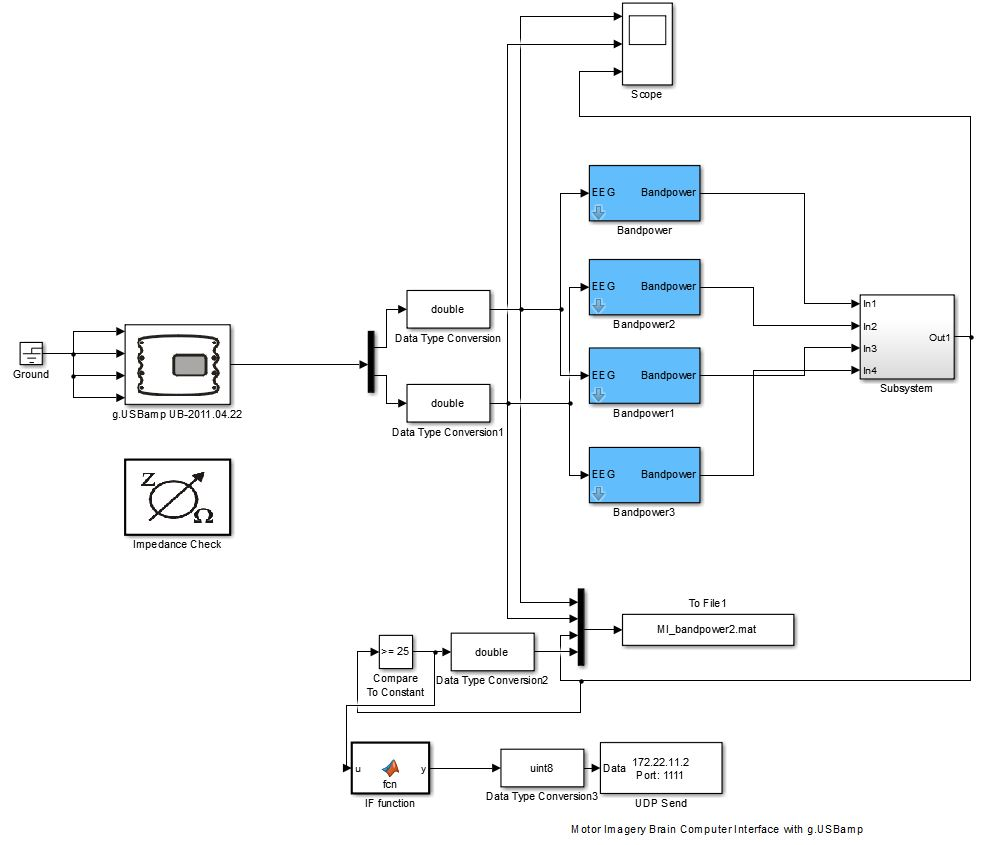 Scope
EEG Bandpower
Bandpower
EEG Bandpower
Bandpower2
double
Data Type Conversion
In1
In2
In3
In4
Out1
Subsystem
Ground
g.USBamp UB-2011.04.22
EEG Bandpower
Bandpower1
double
Data Type Conversion1
EEG Bandpower
Bandpower3
Z
Ω
Impedance Check
To File1
MI_bandpower2.mat
>= 25
Compare
To Constant
double
Data Type Conversion2
u
fcn
y
IF function
uint8
Data Type Conversion3
Data
172.22.11.2
Port: 1111
UDP Send
Motor Imagery Brain Computer Interface with g.USBamp